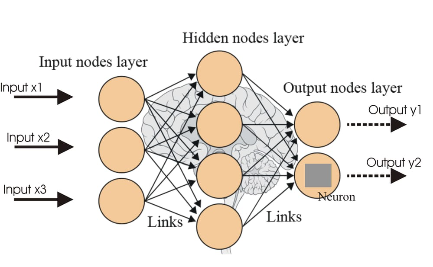 Hidden nodes layer
Input nodes layer
Output nodes layer
Input x1
Output y1
Input x2
Output y2
Input x3
Neuron
Links
Links